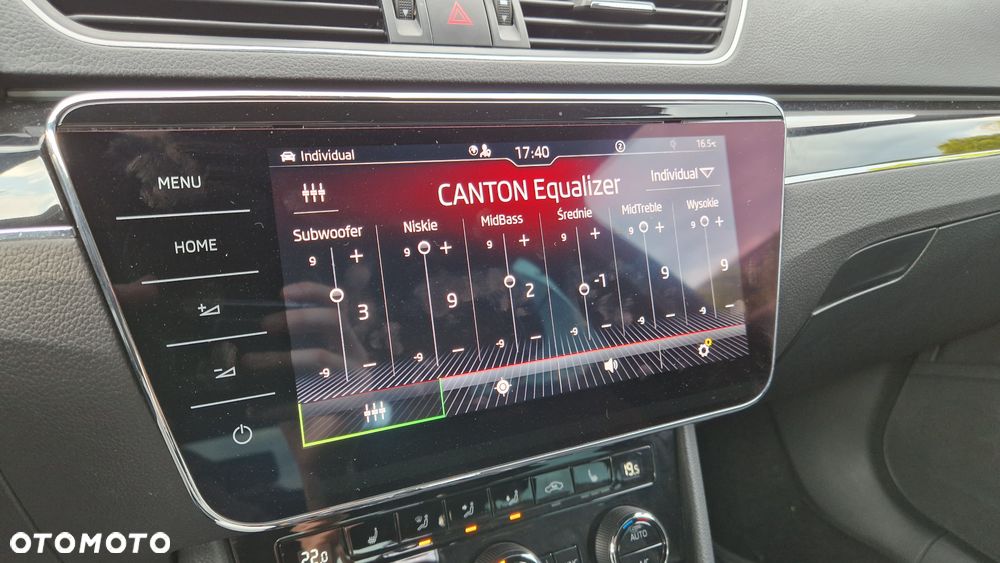 Individual 17:40 2 16.5°C
CANTON Equalizer Individual
MENU
HOME
Subwoofer Niskie MidBass Średnie MidTreble Wysokie
9 + 9 + 9 + 9 + 9 + 9 +
3 9 2 -1 9 9
-9 − -9 − -9 − -9 − -9 − -9 −
22.0 19.5
AUTO
OTOMOTO